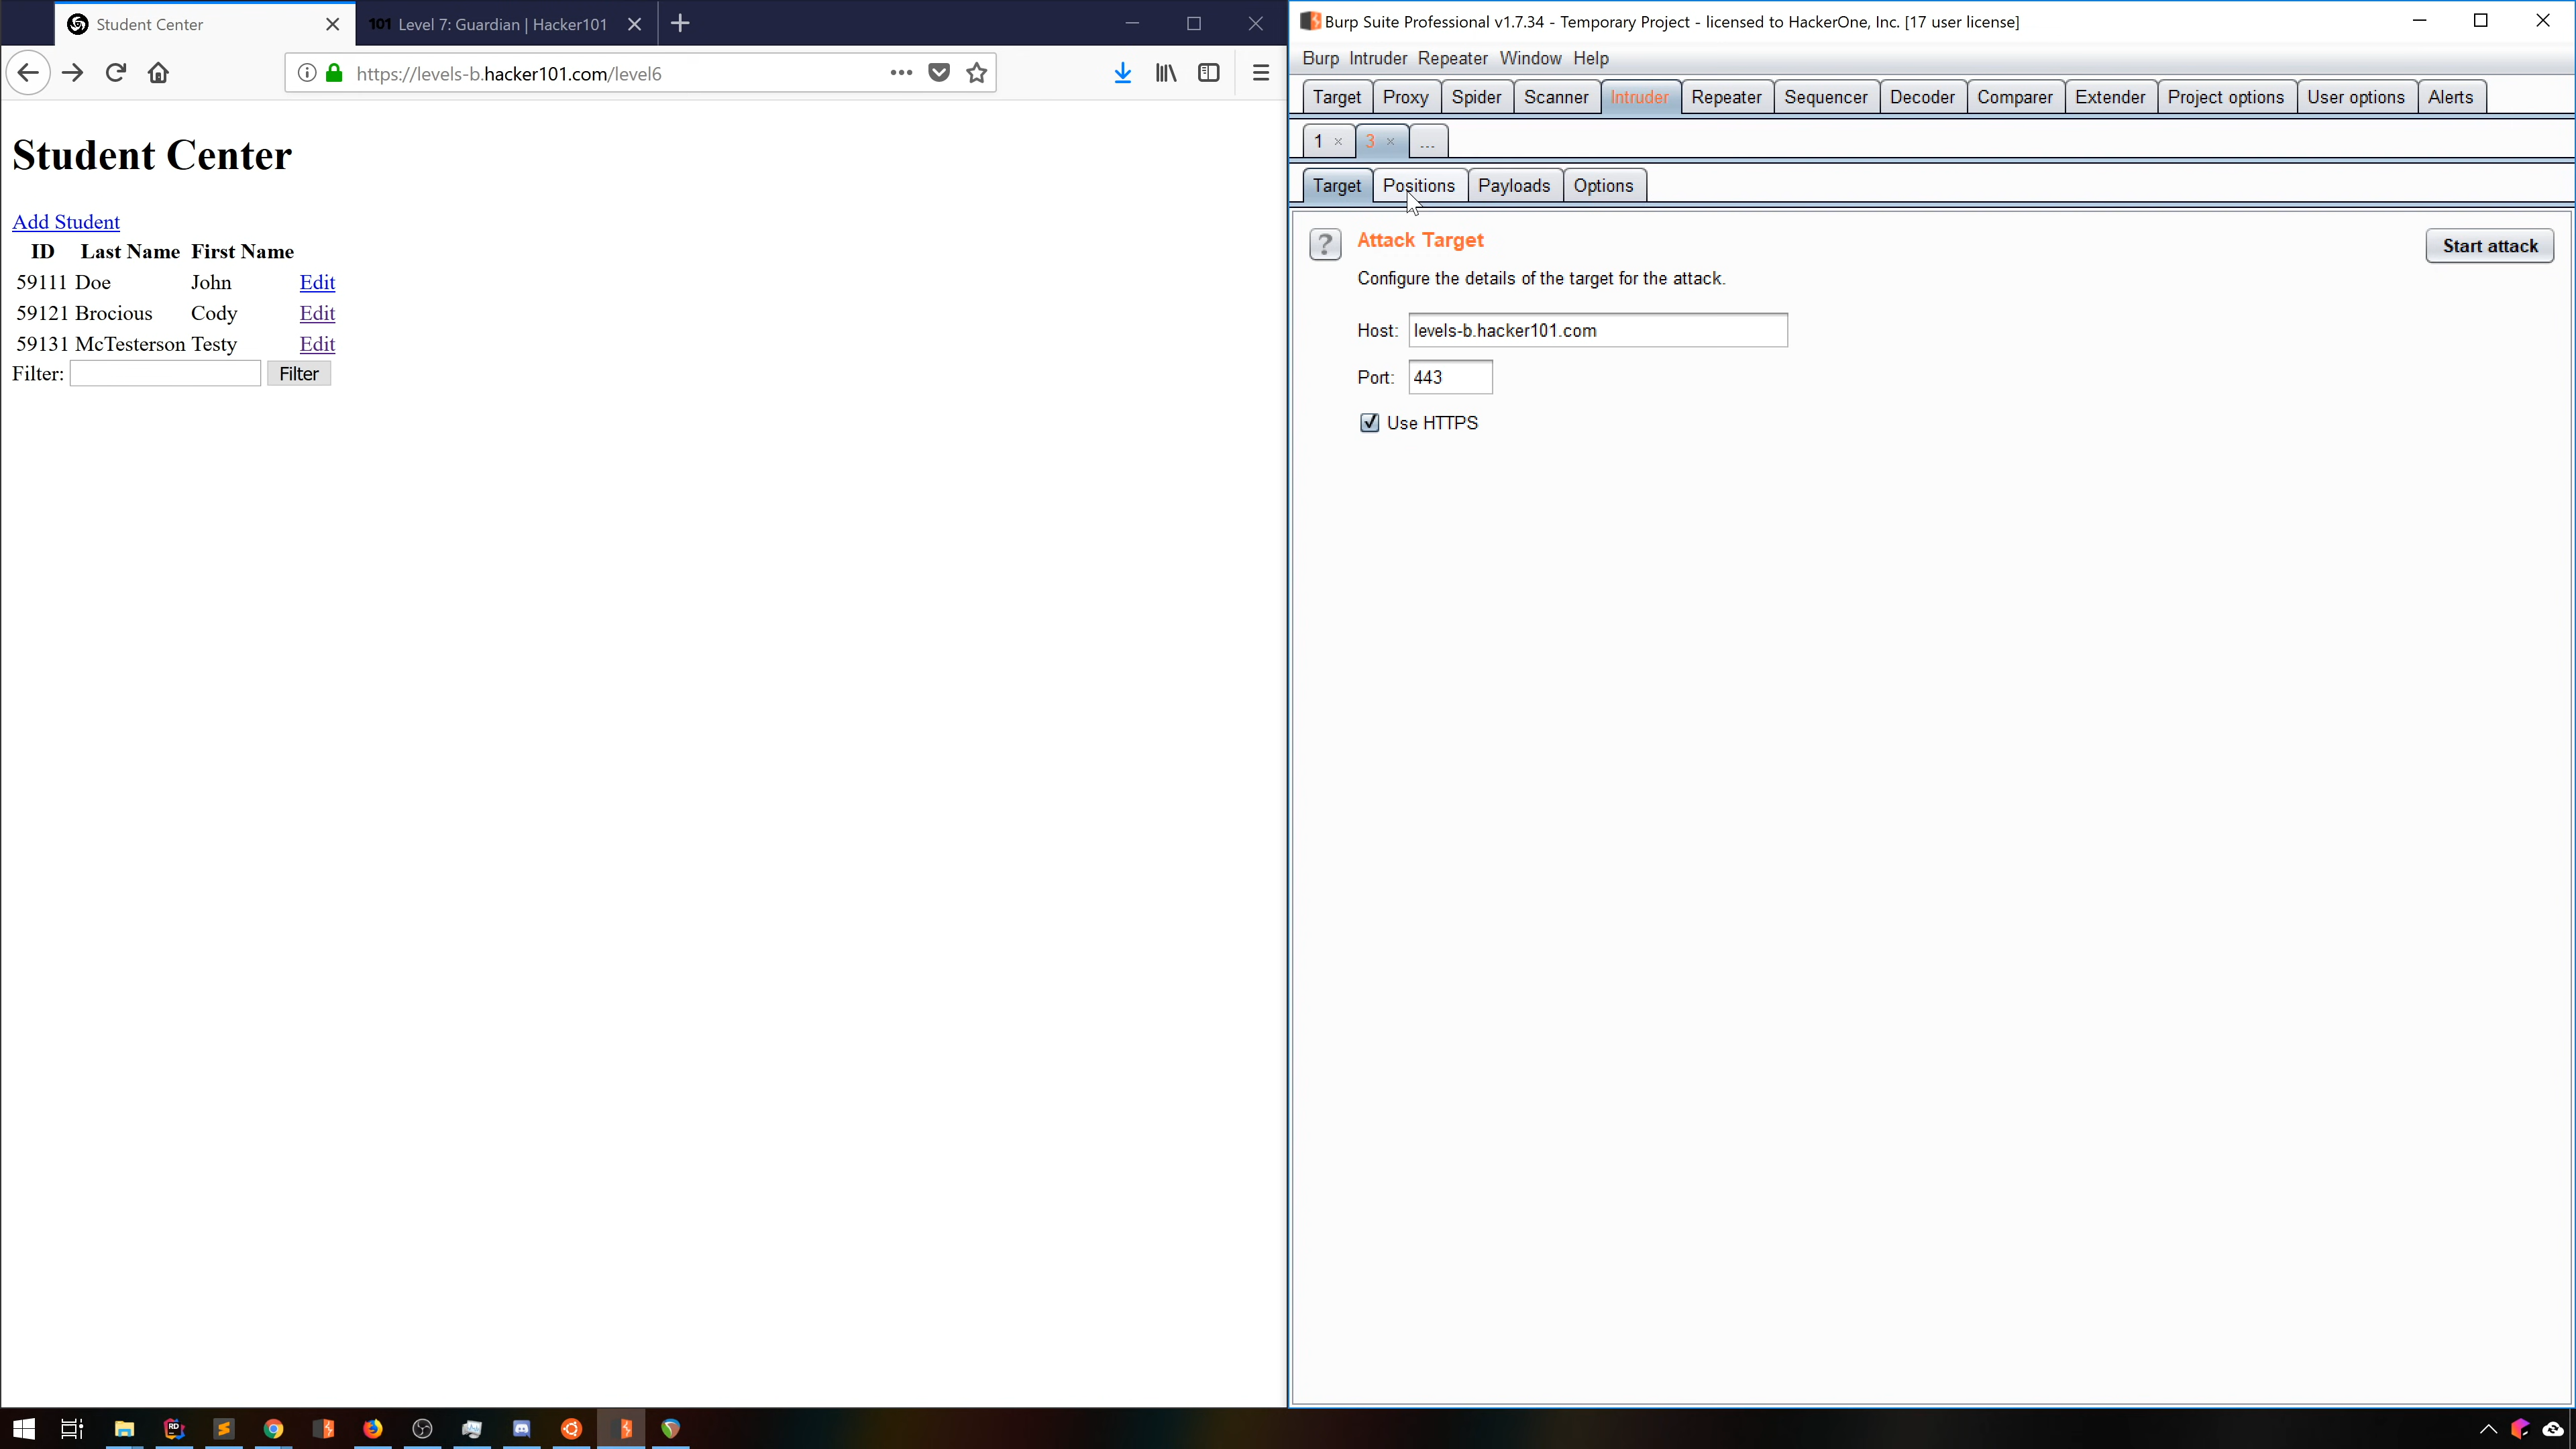 Student Center
101 Level 7: Guardian | Hacker101
https://levels-b.hacker101.com/level6
Student Center
Add Student
ID Last Name First Name
59111 Doe John Edit
59121 Brocious Cody Edit
59131 McTesterson Testy Edit
Filter: Filter
Burp Suite Professional v1.7.34 - Temporary Project - licensed to HackerOne, Inc. [17 user license]
Burp Intruder Repeater Window Help
Target Proxy Spider Scanner Intruder Repeater Sequencer Decoder Comparer Extender Project options User options Alerts
1 × 3 × ...
Target Positions Payloads Options
? Attack Target Start attack
Configure the details of the target for the attack.
Host: levels-b.hacker101.com
Port: 443
Use HTTPS
RD